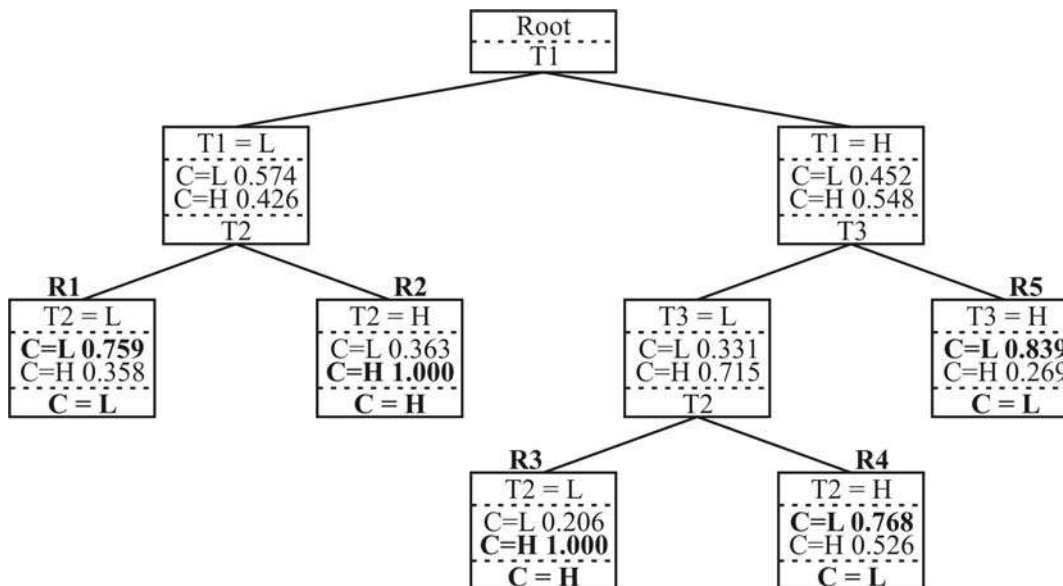 Root
T1
T1 = L
C=L 0.574
C=H 0.426
T2
T1 = H
C=L 0.452
C=H 0.548
T3
R1
T2 = L
C=L 0.759
C=H 0.358
C = L
R2
T2 = H
C=L 0.363
C=H 1.000
C = H
T3 = L
C=L 0.331
C=H 0.715
T2
R5
T3 = H
C=L 0.839
C=H 0.269
C = L
R3
T2 = L
C=L 0.206
C=H 1.000
C = H
R4
T2 = H
C=L 0.768
C=H 0.526
C = L